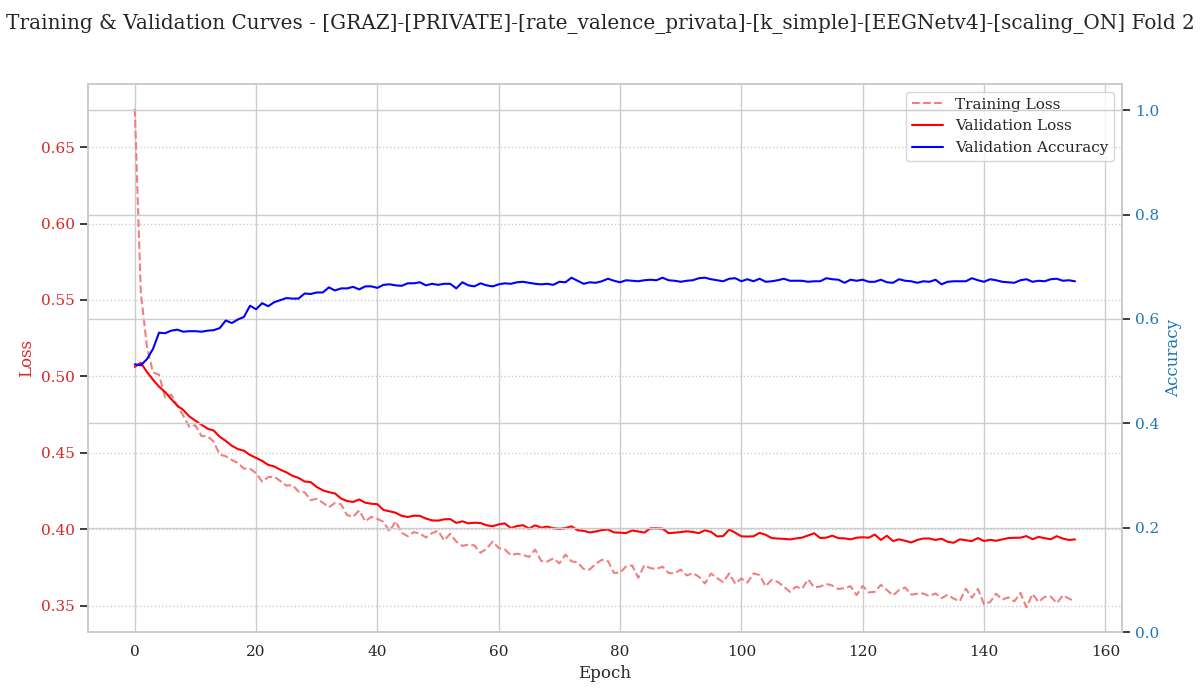 Training & Validation Curves - [GRAZ]-[PRIVATE]-[rate_valence_privata]-[k_simple]-[EEGNetv4]-[scaling_ON] Fold 2
Training Loss
Validation Loss
Validation Accuracy
Loss
0.65
0.60
0.55
0.50
0.45
0.40
0.35
1.0
0.8
0.6
0.4
0.2
0.0
Accuracy
0 20 40 60 80 100 120 140 160
Epoch